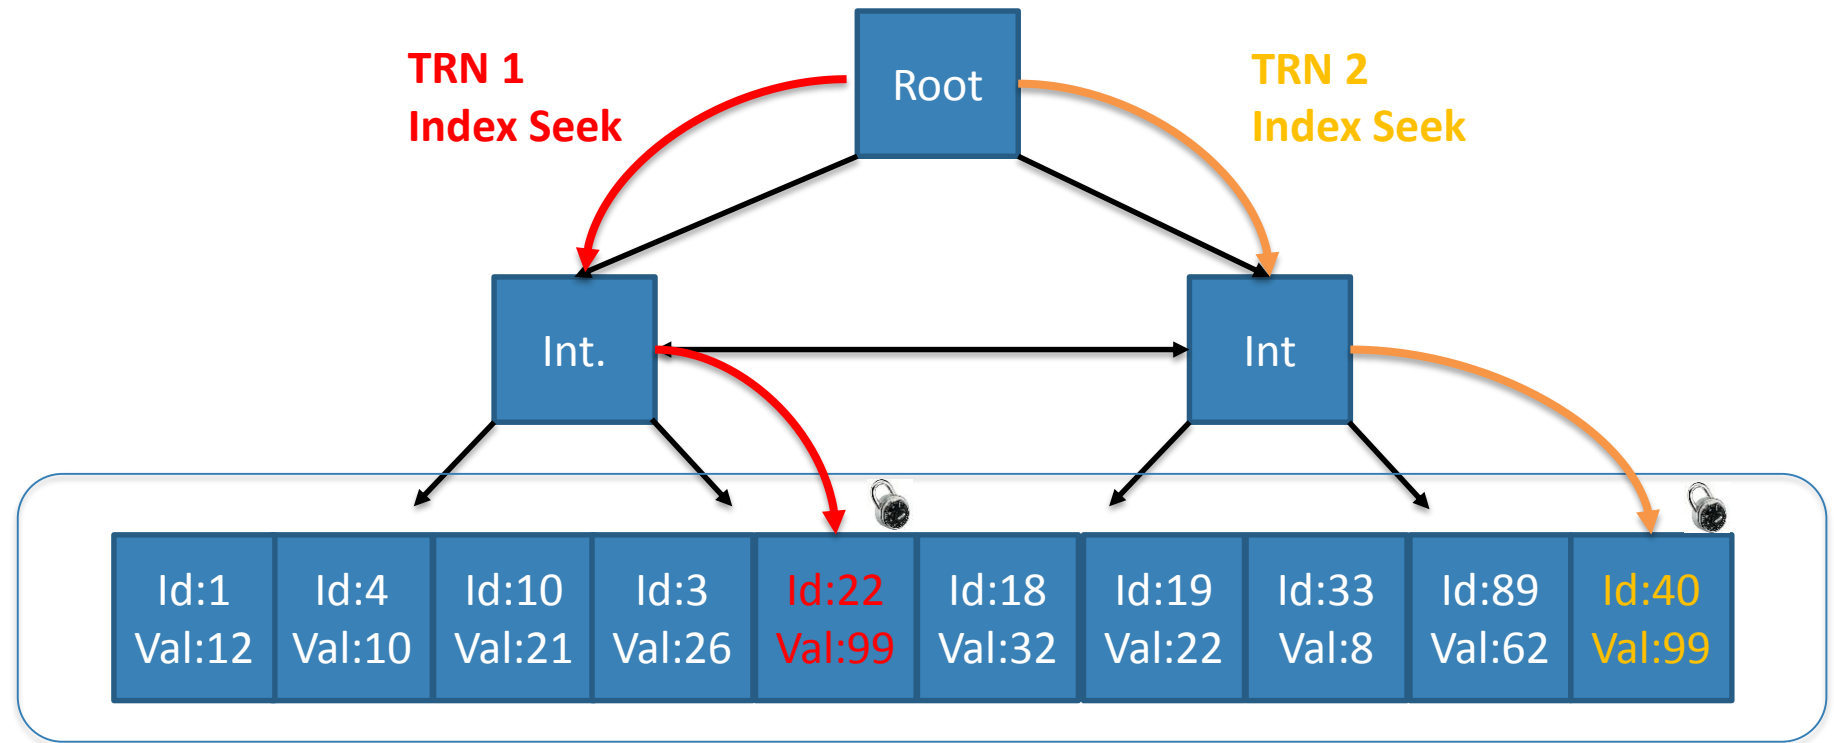 TRN 1
Index Seek
Root
TRN 2
Index Seek
Int.
Int
Id:1
Val:12
Id:4
Val:10
Id:10
Val:21
Id:3
Val:26
Id:22
Val:99
Id:18
Val:32
Id:19
Val:22
Id:33
Val:8
Id:89
Val:62
Id:40
Val:99